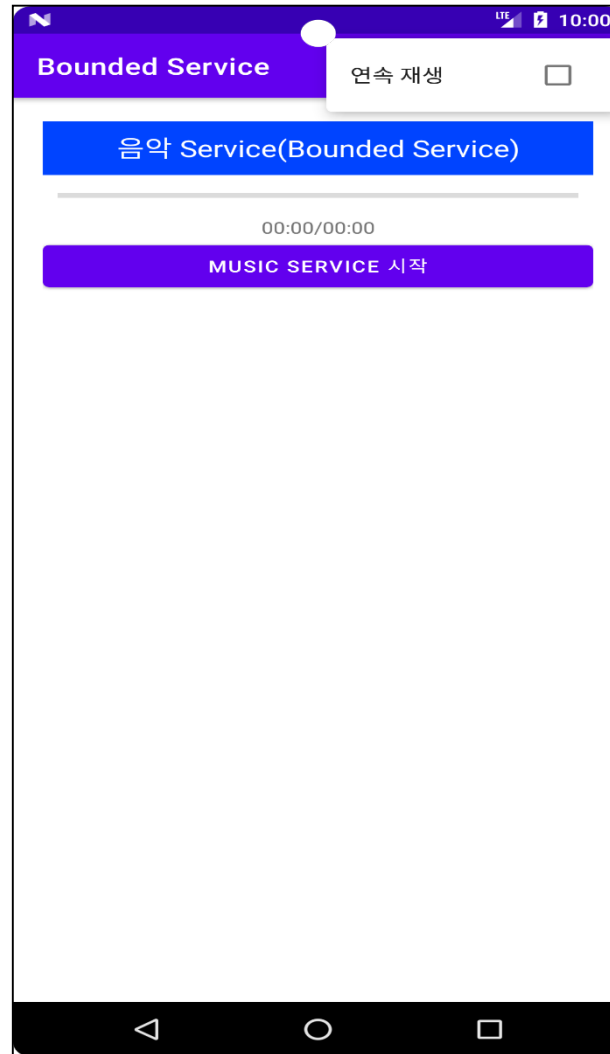 LTE 10:00
Bounded Service
연속 재생
음악 Service(Bounded Service)
00:00/00:00
MUSIC SERVICE 시작